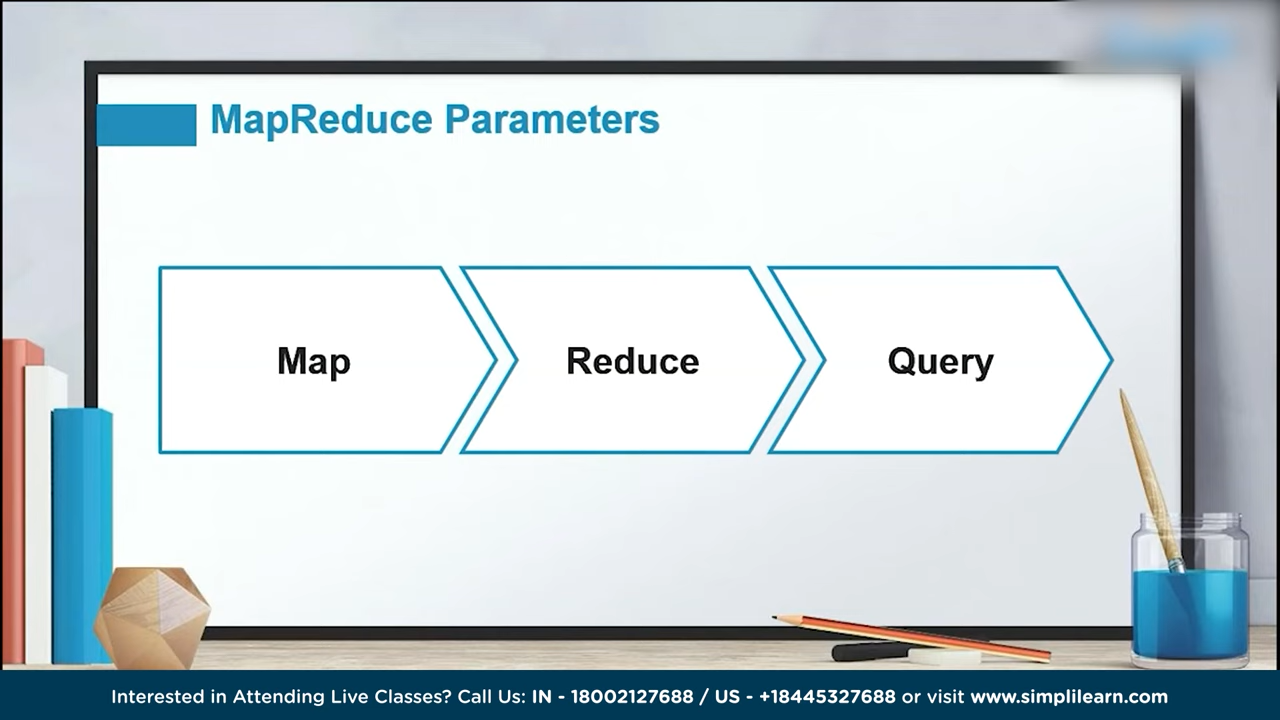 MapReduce Parameters
Map
Reduce
Query
Interested in Attending Live Classes? Call Us: IN - 18002127688 / US - +18445327688 or visit www.simplilearn.com